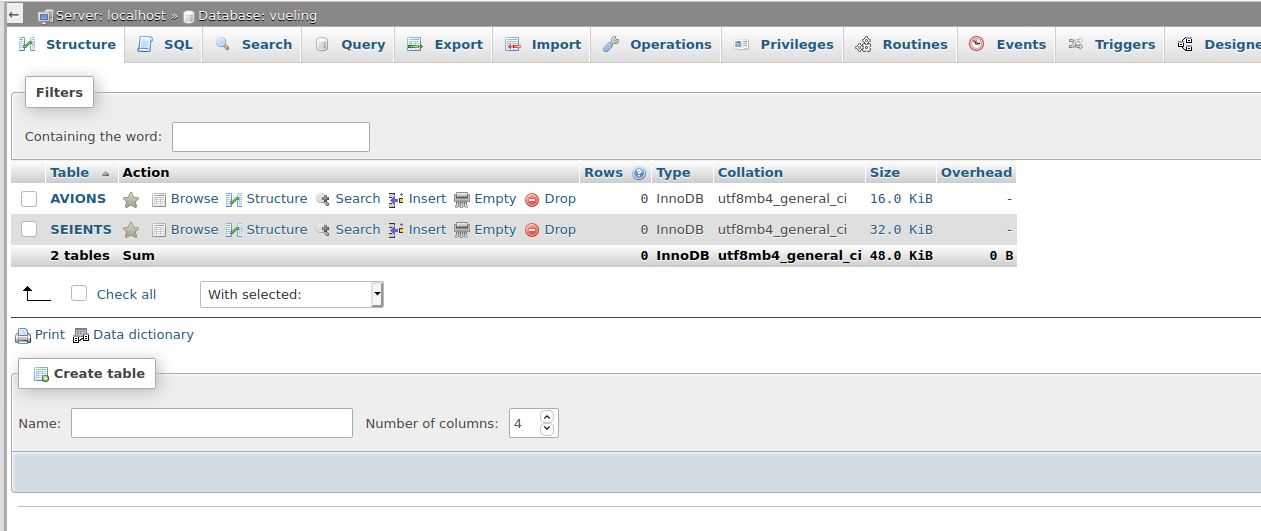 Server: localhost » Database: vueling
Structure SQL Search Query Export Import Operations Privileges Routines Events Triggers Designe
Filters
Containing the word:
Table Action Rows Type Collation Size Overhead
AVIONS Browse Structure Search Insert Empty Drop 0 InnoDB utf8mb4_general_ci 16.0 KiB -
SEIENTS Browse Structure Search Insert Empty Drop 0 InnoDB utf8mb4_general_ci 32.0 KiB -
2 tables Sum 0 InnoDB utf8mb4_general_ci 48.0 KiB 0 B
Check all With selected:
Print Data dictionary
Create table
Name: Number of columns: 4